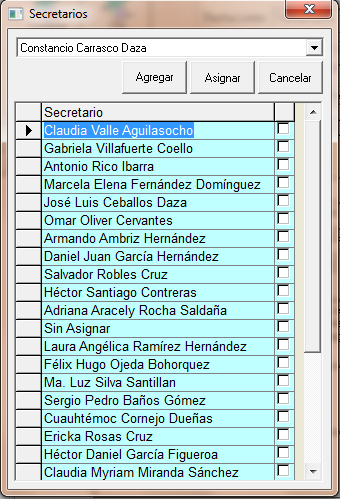 Secretarios
Constancio Carrasco Daza
Agregar Asignar Cancelar
Secretario
Claudia Valle Aguilasocho
Gabriela Villafuerte Coello
Antonio Rico Ibarra
Marcela Elena Fernández Domínguez
José Luis Ceballos Daza
Omar Oliver Cervantes
Armando Ambriz Hernández
Daniel Juan García Hernández
Salvador Robles Cruz
Héctor Santiago Contreras
Adriana Aracely Rocha Saldaña
Sin Asignar
Laura Angélica Ramírez Hernández
Félix Hugo Ojeda Bohorquez
Ma. Luz Silva Santillan
Sergio Pedro Baños Gómez
Cuauhtémoc Cornejo Dueñas
Ericka Rosas Cruz
Héctor Daniel García Figueroa
Claudia Myriam Miranda Sánchez